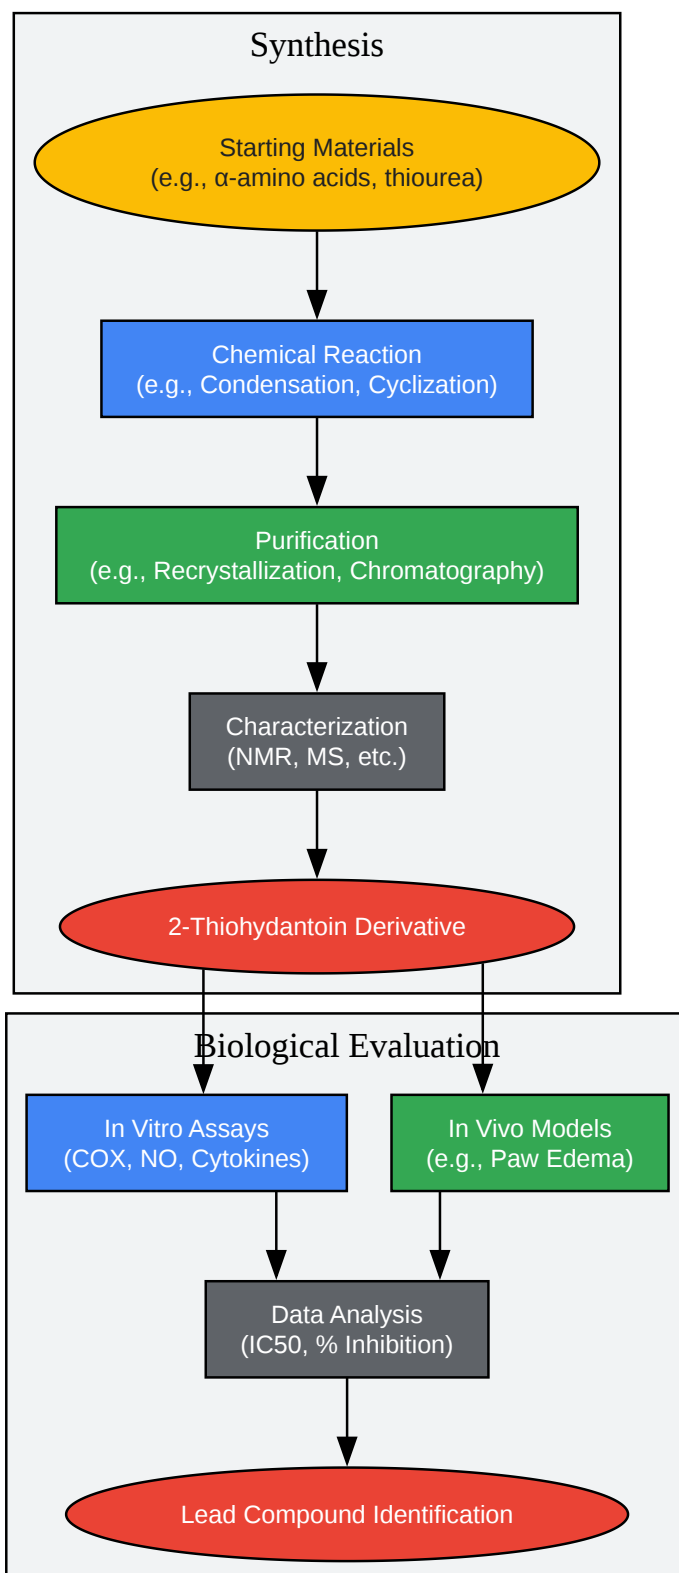 Synthesis
Starting Materials
(e.g., α-amino acids, thiourea)
Chemical Reaction
(e.g., Condensation, Cyclization)
Purification
(e.g., Recrystallization, Chromatography)
Characterization
(NMR, MS, etc.)
2-Thiohydantoin Derivative
Biological Evaluation
In Vitro Assays
(COX, NO, Cytokines)
In Vivo Models
(e.g., Paw Edema)
Data Analysis
(IC50, % Inhibition)
Lead Compound Identification